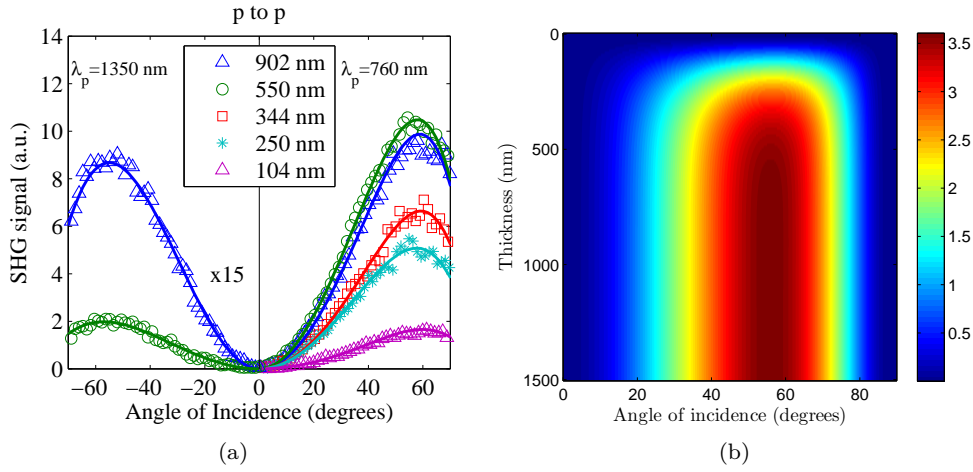 p to p
λp=1350 nm
λp=760 nm
902 nm
550 nm
344 nm
250 nm
104 nm
x15
SHG signal (a.u.)
14
12
10
8
6
4
2
0
−60 −40 −20 0 20 40 60
Angle of Incidence (degrees)
(a)
Thickness (nm)
0
500
1000
1500
0 20 40 60 80
Angle of incidence (degrees)
3.5
3
2.5
2
1.5
1
0.5
(b)